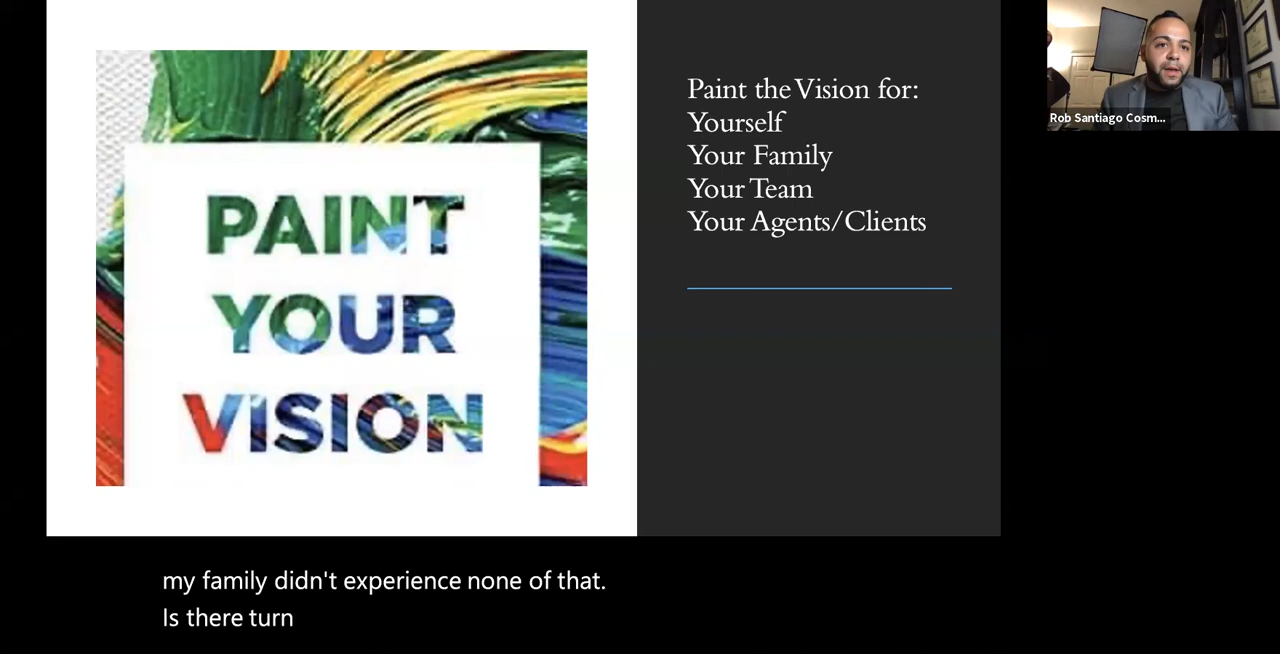 PAINT
YOUR
VISION
Paint the Vision for:
Yourself
Your Family
Your Team
Your Agents/Clients
Rob Santiago Cosm...
my family didn't experience none of that.
Is there turn